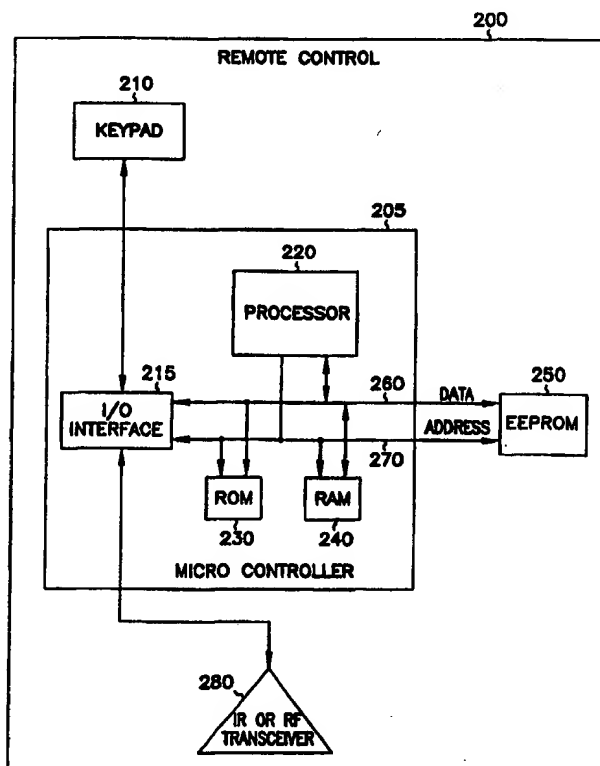 200
REMOTE CONTROL
210
KEYPAD
205
220
PROCESSOR
215
I/O
INTERFACE
260
DATA
250
EEPROM
ADDRESS
270
ROM
230
RAM
240
MICRO CONTROLLER
280
IR OR RF
TRANSCEIVER